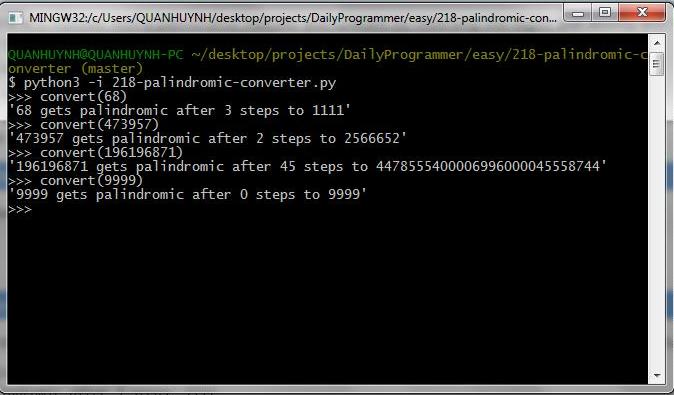 MINGW32:/c/Users/QUANHUYNH/desktop/projects/DailyProgrammer/easy/218-palindromic-con...
QUANHUYNH@QUANHUYNH-PC ~/desktop/projects/DailyProgrammer/easy/218-palindromic-c
onverter (master)
$ python3 -i 218-palindromic-converter.py
>>> convert(68)
'68 gets palindromic after 3 steps to 1111'
>>> convert(473957)
'473957 gets palindromic after 2 steps to 2566652'
>>> convert(196196871)
'196196871 gets palindromic after 45 steps to 4478555400006996000045558744'
>>> convert(9999)
'9999 gets palindromic after 0 steps to 9999'
>>>